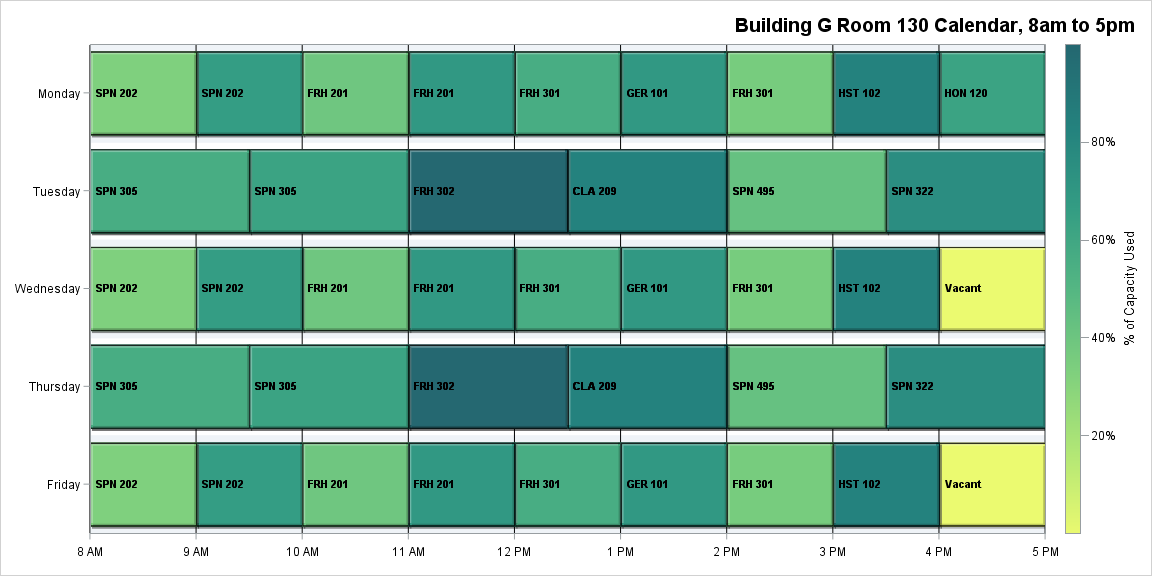 Building G Room 130 Calendar, 8am to 5pm
Monday
SPN 202
SPN 202
FRH 201
FRH 201
FRH 301
GER 101
FRH 301
HST 102
HON 120
Tuesday
SPN 305
SPN 305
FRH 302
CLA 209
SPN 495
SPN 322
Wednesday
SPN 202
SPN 202
FRH 201
FRH 201
FRH 301
GER 101
FRH 301
HST 102
Vacant
Thursday
SPN 305
SPN 305
FRH 302
CLA 209
SPN 495
SPN 322
Friday
SPN 202
SPN 202
FRH 201
FRH 201
FRH 301
GER 101
FRH 301
HST 102
Vacant
8 AM
9 AM
10 AM
11 AM
12 PM
1 PM
2 PM
3 PM
4 PM
5 PM
80%
60%
40%
20%
% of Capacity Used